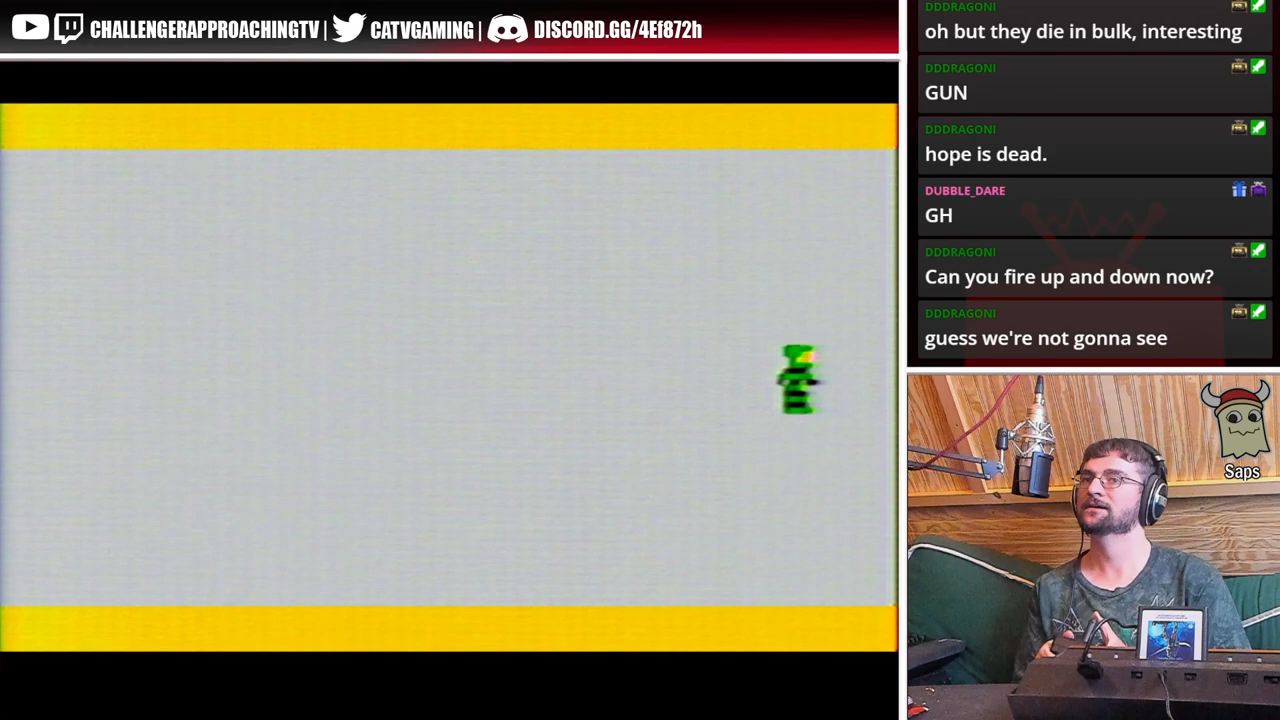 CHALLENGERAPPROACHINGTV | CATVGAMING | DISCORD.GG/4Ef872h
DDDRAGONI
oh but they die in bulk, interesting
DDDRAGONI
GUN
DDDRAGONI
hope is dead.
DUBBLE_DARE
GH
DDDRAGONI
Can you fire up and down now?
DDDRAGONI
guess we're not gonna see
Saps